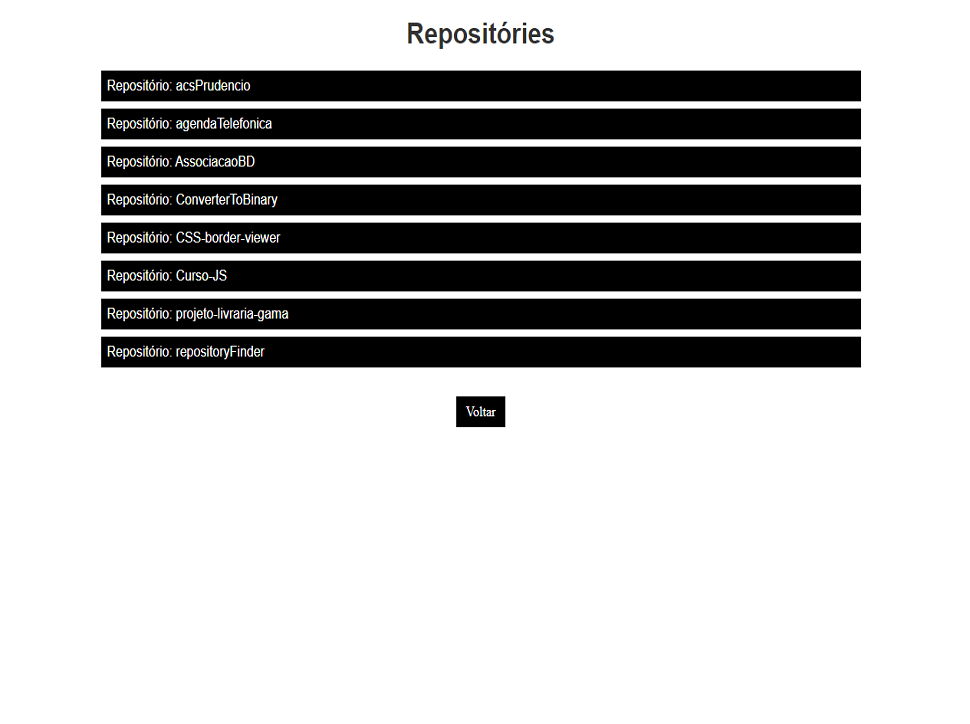 Repositóries
Repositório: acsPrudencio
Repositório: agendaTelefonica
Repositório: AssociacaoBD
Repositório: ConverterToBinary
Repositório: CSS-border-viewer
Repositório: Curso-JS
Repositório: projeto-livraria-gama
Repositório: repositoryFinder
Voltar